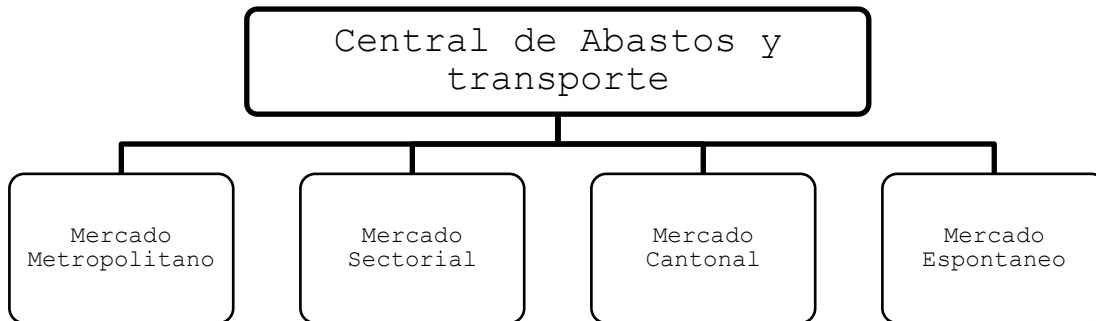 Central de Abastos y
transporte
Mercado
Metropolitano
Mercado
Sectorial
Mercado
Cantonal
Mercado
Espontaneo